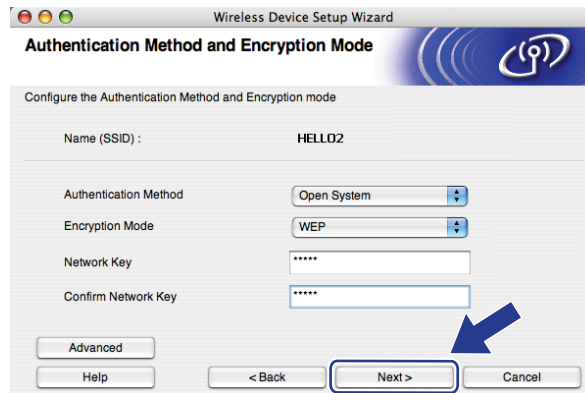 Wireless Device Setup Wizard
Authentication Method and Encryption Mode
Configure the Authentication Method and Encryption mode
Name (SSID) : HELLO2
Authentication Method Open System
Encryption Mode WEP
Network Key *****
Confirm Network Key *****
Advanced
Help < Back Next > Cancel